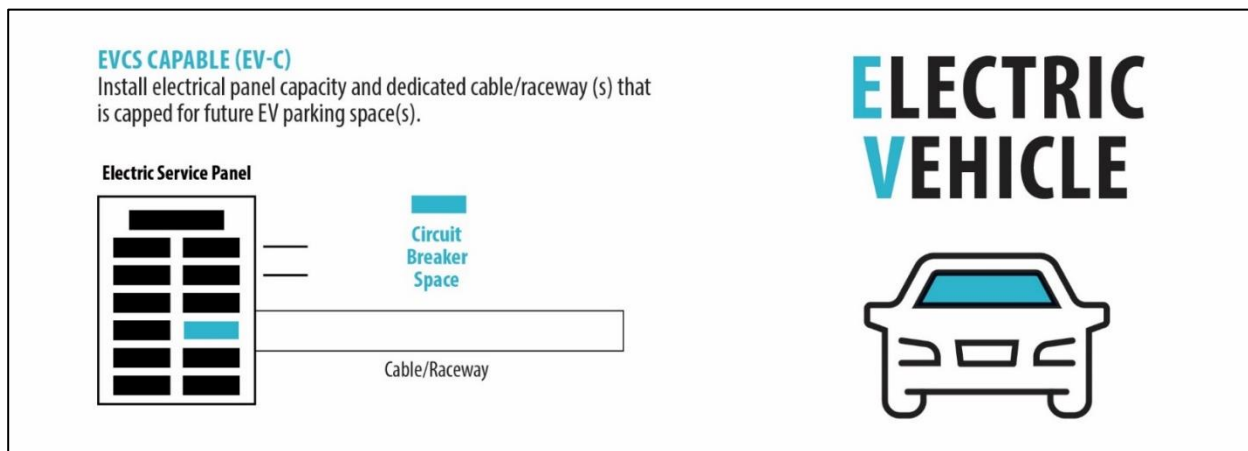 EVCS CAPABLE (EV-C)
Install electrical panel capacity and dedicated cable/raceway (s) that
is capped for future EV parking space(s).
Electric Service Panel
Circuit
Breaker
Space
Cable/Raceway
ELECTRIC
VEHICLE